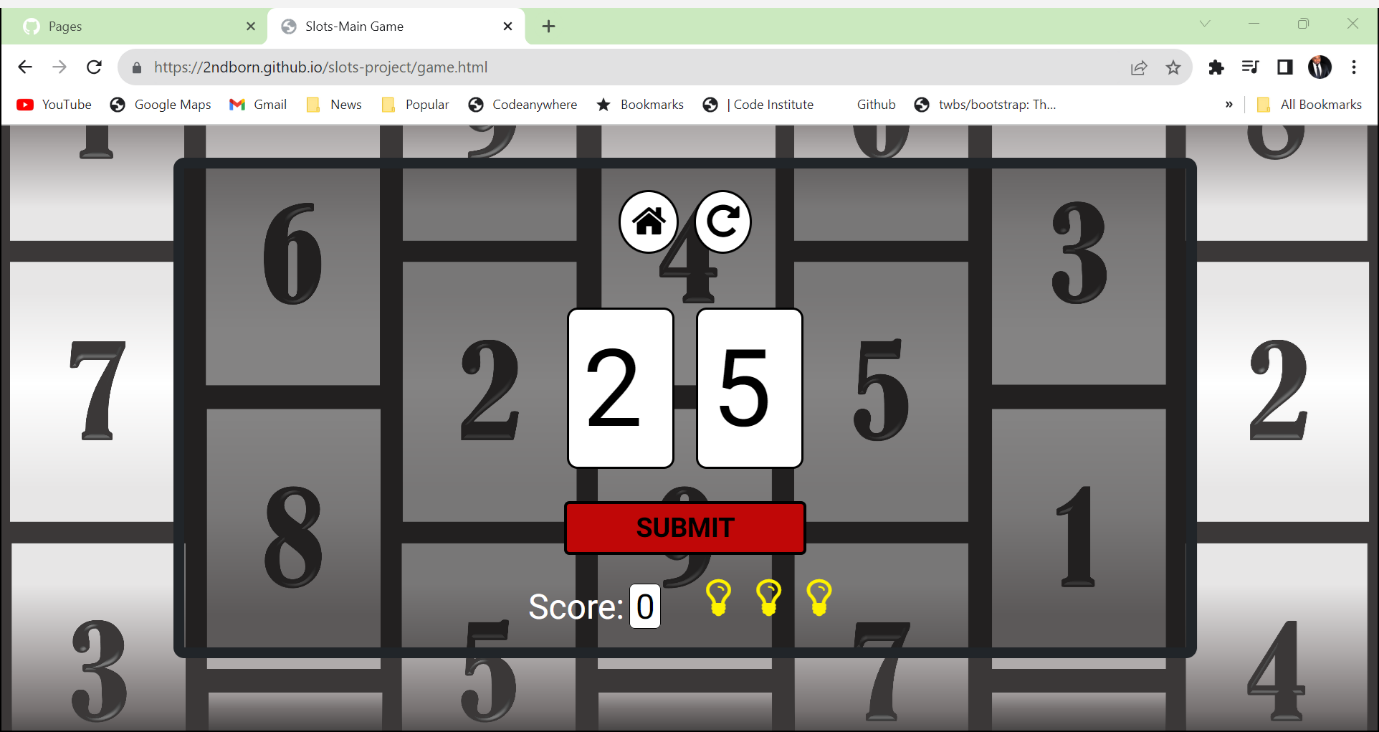 Pages
Slots-Main Game
https://2ndborn.github.io/slots-project/game.html
YouTube Google Maps Gmail News Popular Codeanywhere Bookmarks | Code Institute Github twbs/bootstrap: Th... » All Bookmarks
1 9 6 8
6 4 3
7 2 5 2
2 5
8 9 1
SUBMIT
Score: 0
3 5 7 4